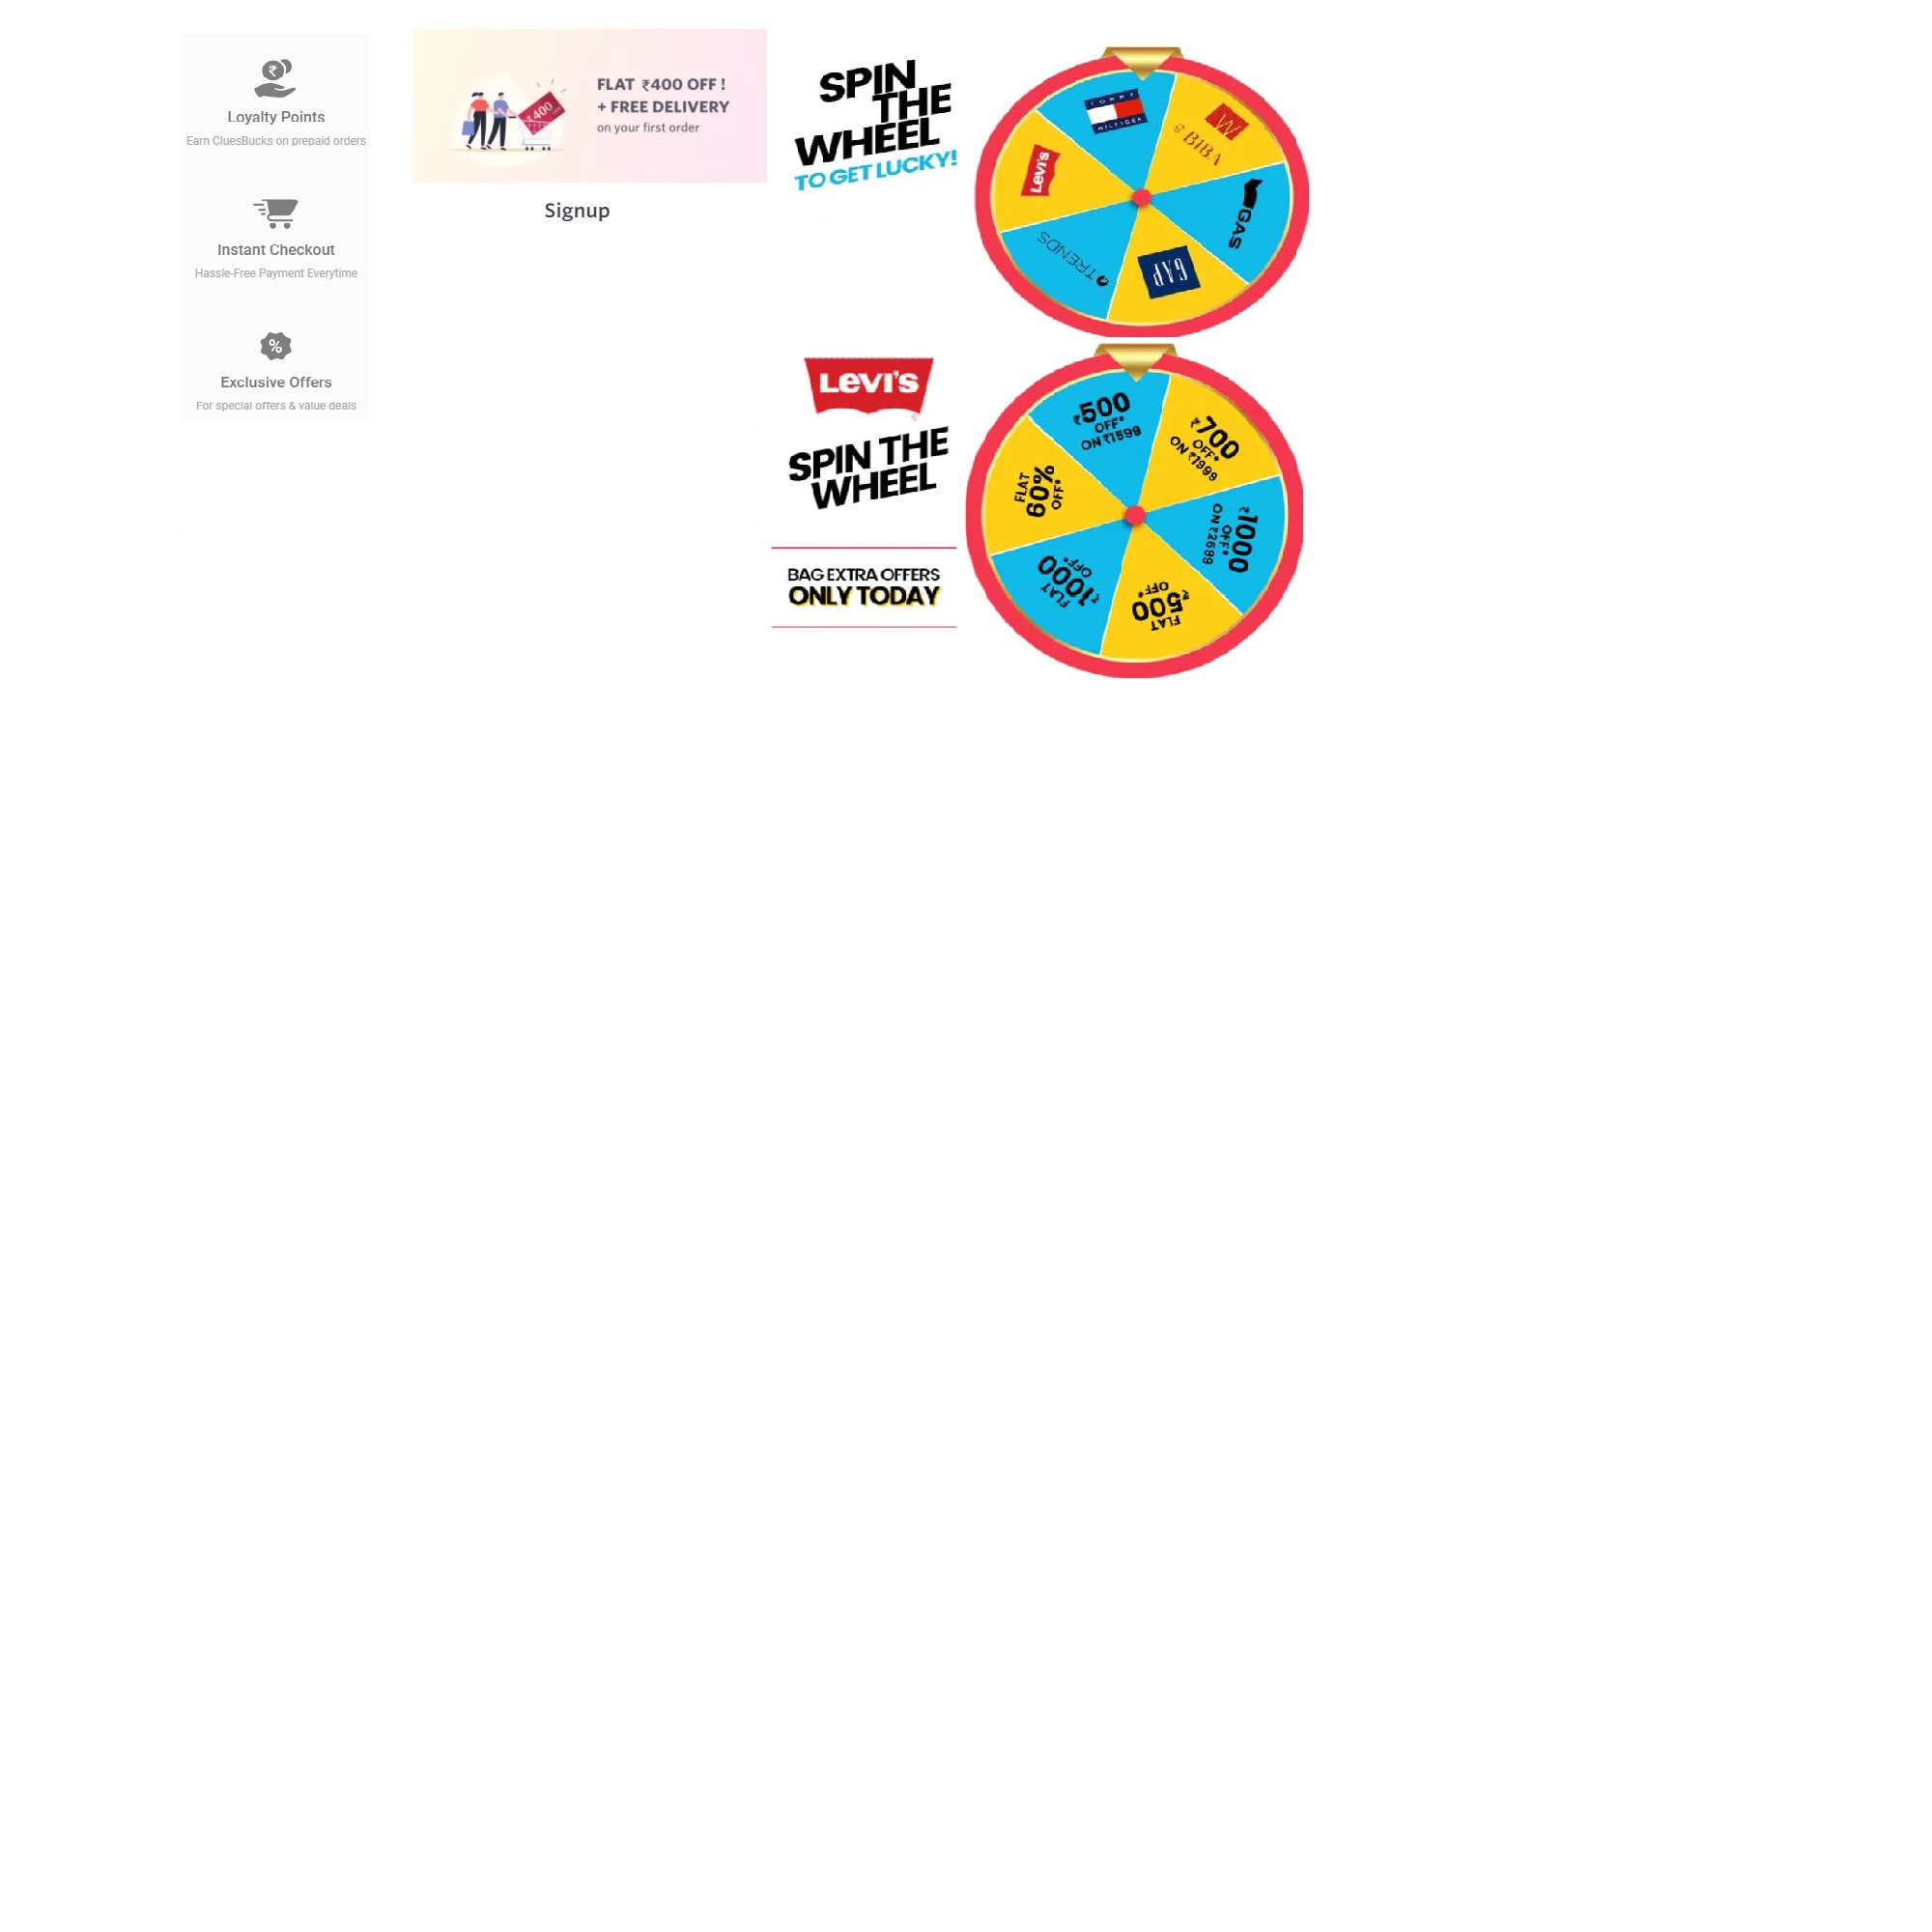 Loyalty Points
Earn CluesBucks on prepaid orders
Instant Checkout
Hassle-Free Payment Everytime
%
Exclusive Offers
For special offers & value deals
₹400
FLAT ₹400 OFF !
+ FREE DELIVERY
on your first order
Signup
SPIN
THE
WHEEL
TO GET LUCKY!
TOMMY
HILFIGER
W
BIBA
GAS
GAP
TRENDS
LEVI'S
LEVI'S
SPIN THE
WHEEL
BAG EXTRA OFFERS
ONLY TODAY
₹500
OFF*
ON ₹1599
₹700
OFF*
ON ₹1999
₹1000
OFF*
ON ₹2699
FLAT
₹500
OFF*
FLAT
₹1000
OFF*
FLAT
60%
OFF*